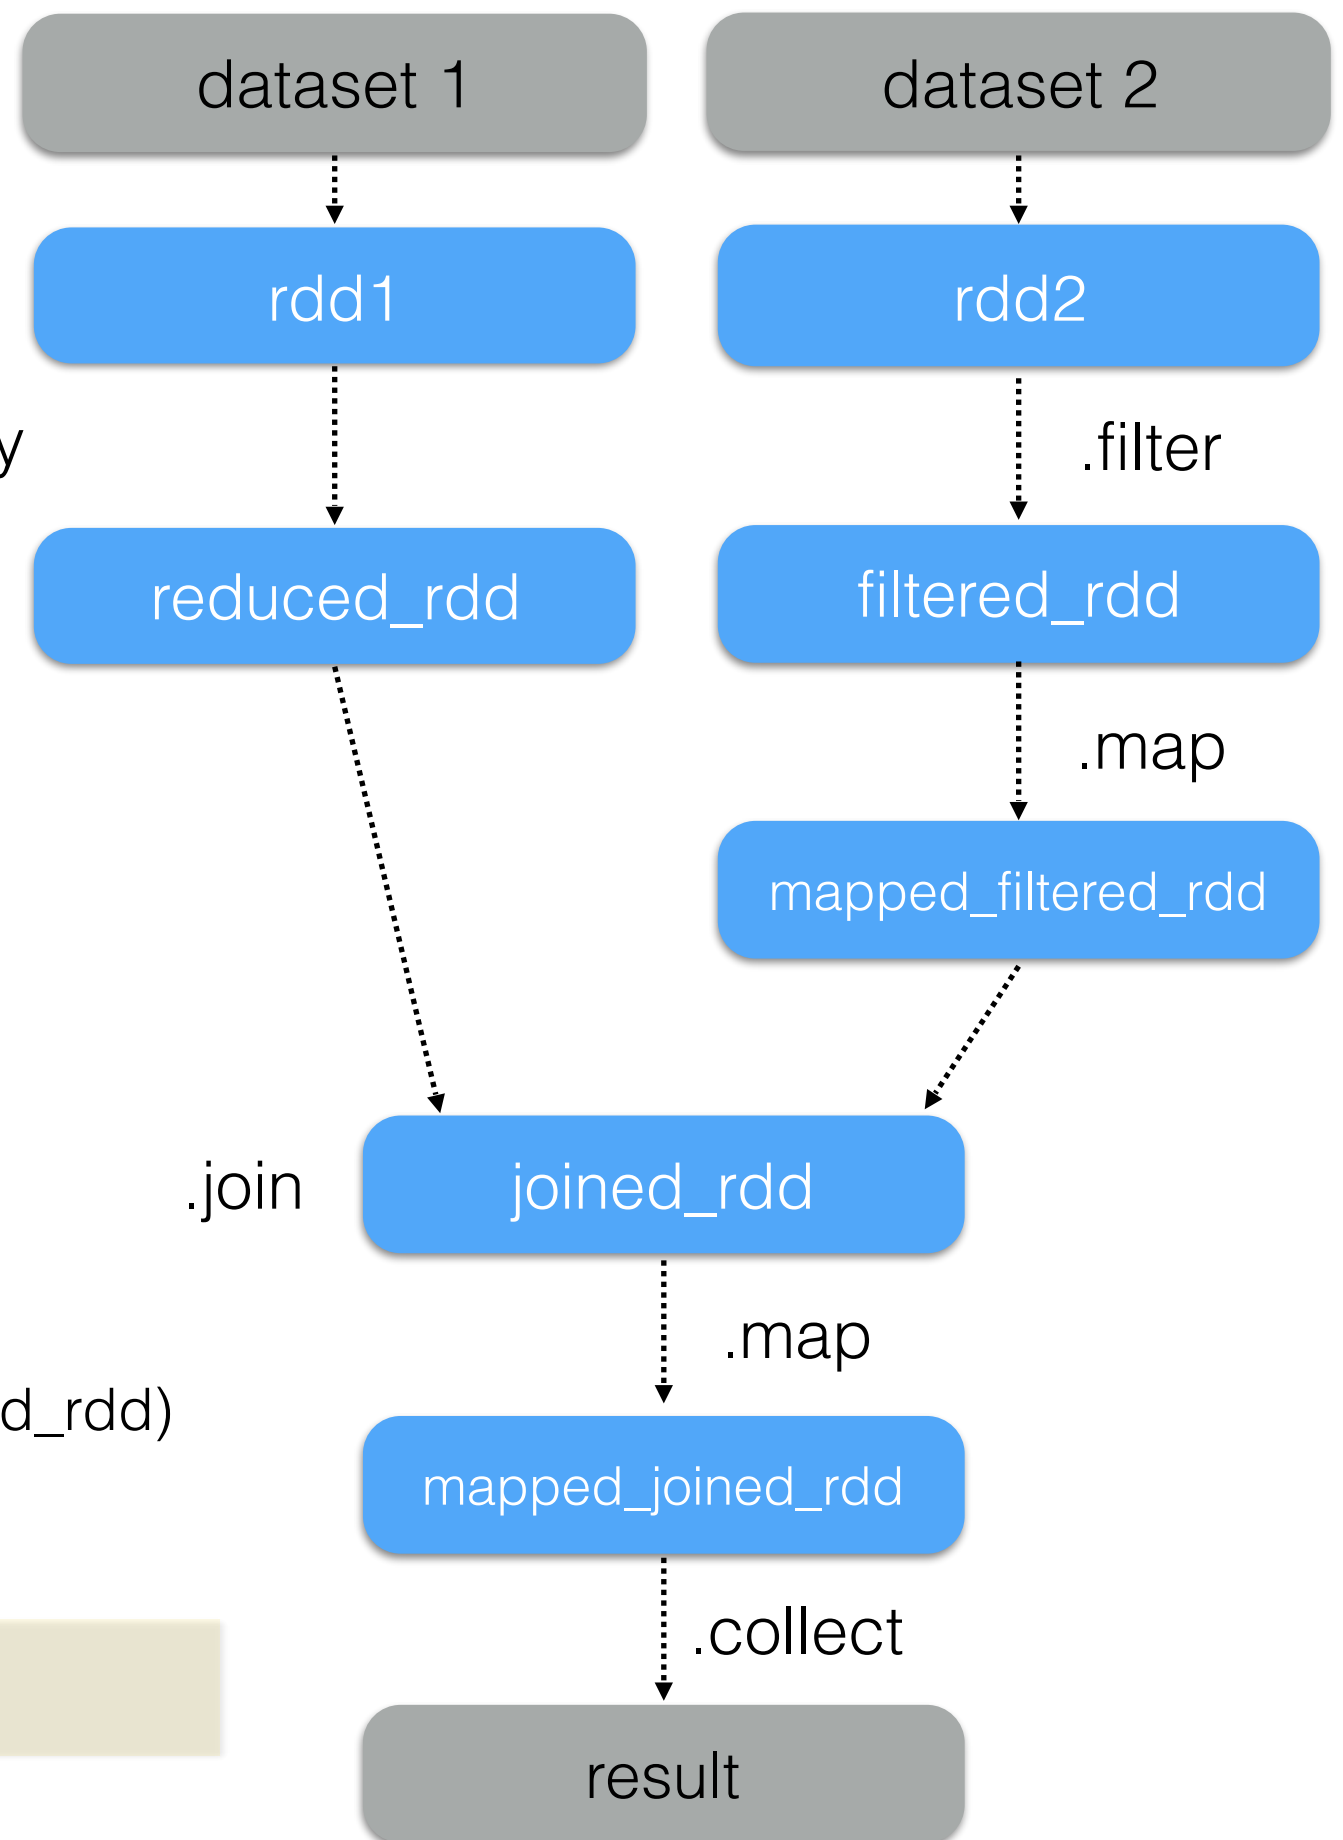 dataset 1
dataset 2
rdd1
rdd2
y
.filter
reduced_rdd
filtered_rdd
.map
mapped_filtered_rdd
.join
joined_rdd
.map
d_rdd)
mapped_joined_rdd
.collect
result